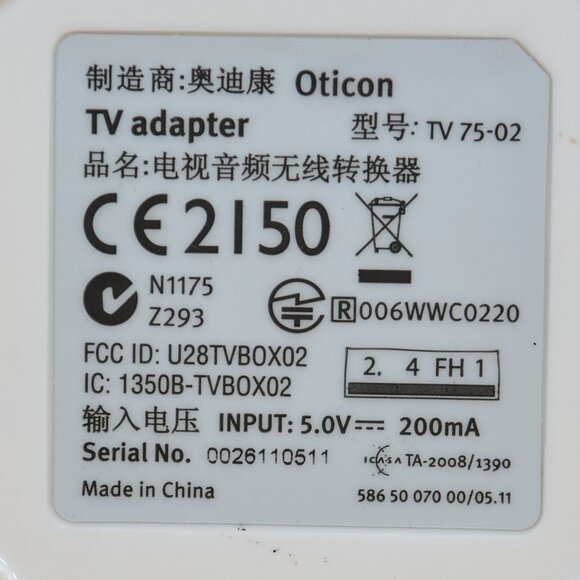 制造商:奥迪康 Oticon
TV adapter 型号: TV 75-02
品名:电视音频无线转换器
CE2150
N1175
Z293
R 006WWC0220
FCC ID: U28TVBOX02
IC: 1350B-TVBOX02
2. 4 FH 1
输入电压 INPUT: 5.0V⎓ 200mA
Serial No. 0026110511
ICASA TA-2008/1390
Made in China
586 50 070 00/05.11